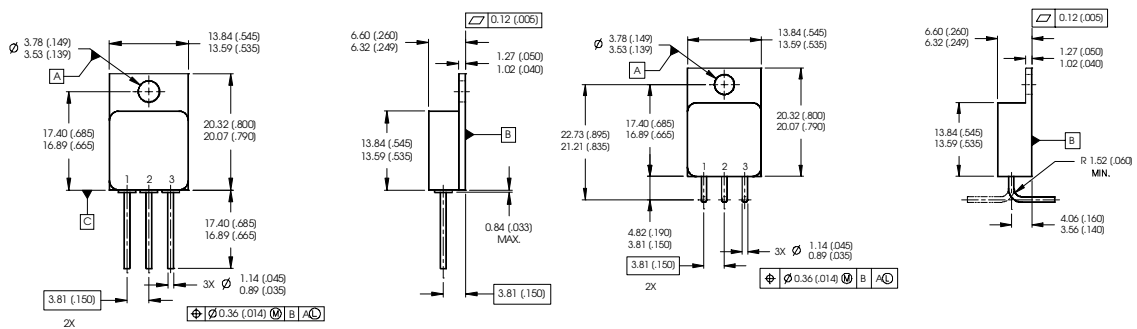 Ø 3.78 (.149)
3.53 (.139)
13.84 (.545)
13.59 (.535)
A
17.40 (.685)
16.89 (.665)
20.32 (.800)
20.07 (.790)
1 2 3
C
17.40 (.685)
16.89 (.665)
3X Ø 1.14 (.045)
0.89 (.035)
3.81 (.150)
2X
⌖ Ø 0.36 (.014) Ⓜ B A Ⓛ
⏥ 0.12 (.005)
6.60 (.260)
6.32 (.249)
1.27 (.050)
1.02 (.040)
13.84 (.545)
13.59 (.535)
B
0.84 (.033)
MAX.
3.81 (.150)
Ø 3.78 (.149)
3.53 (.139)
13.84 (.545)
13.59 (.535)
A
22.73 (.895)
21.21 (.835)
17.40 (.685)
16.89 (.665)
20.32 (.800)
20.07 (.790)
1 2 3
4.82 (.190)
3.81 (.150)
3X Ø 1.14 (.045)
0.89 (.035)
3.81 (.150)
2X
⌖ Ø 0.36 (.014) Ⓜ B A Ⓛ
⏥ 0.12 (.005)
6.60 (.260)
6.32 (.249)
1.27 (.050)
1.02 (.040)
13.84 (.545)
13.59 (.535)
B
R 1.52 (.060)
MIN.
4.06 (.160)
3.56 (.140)